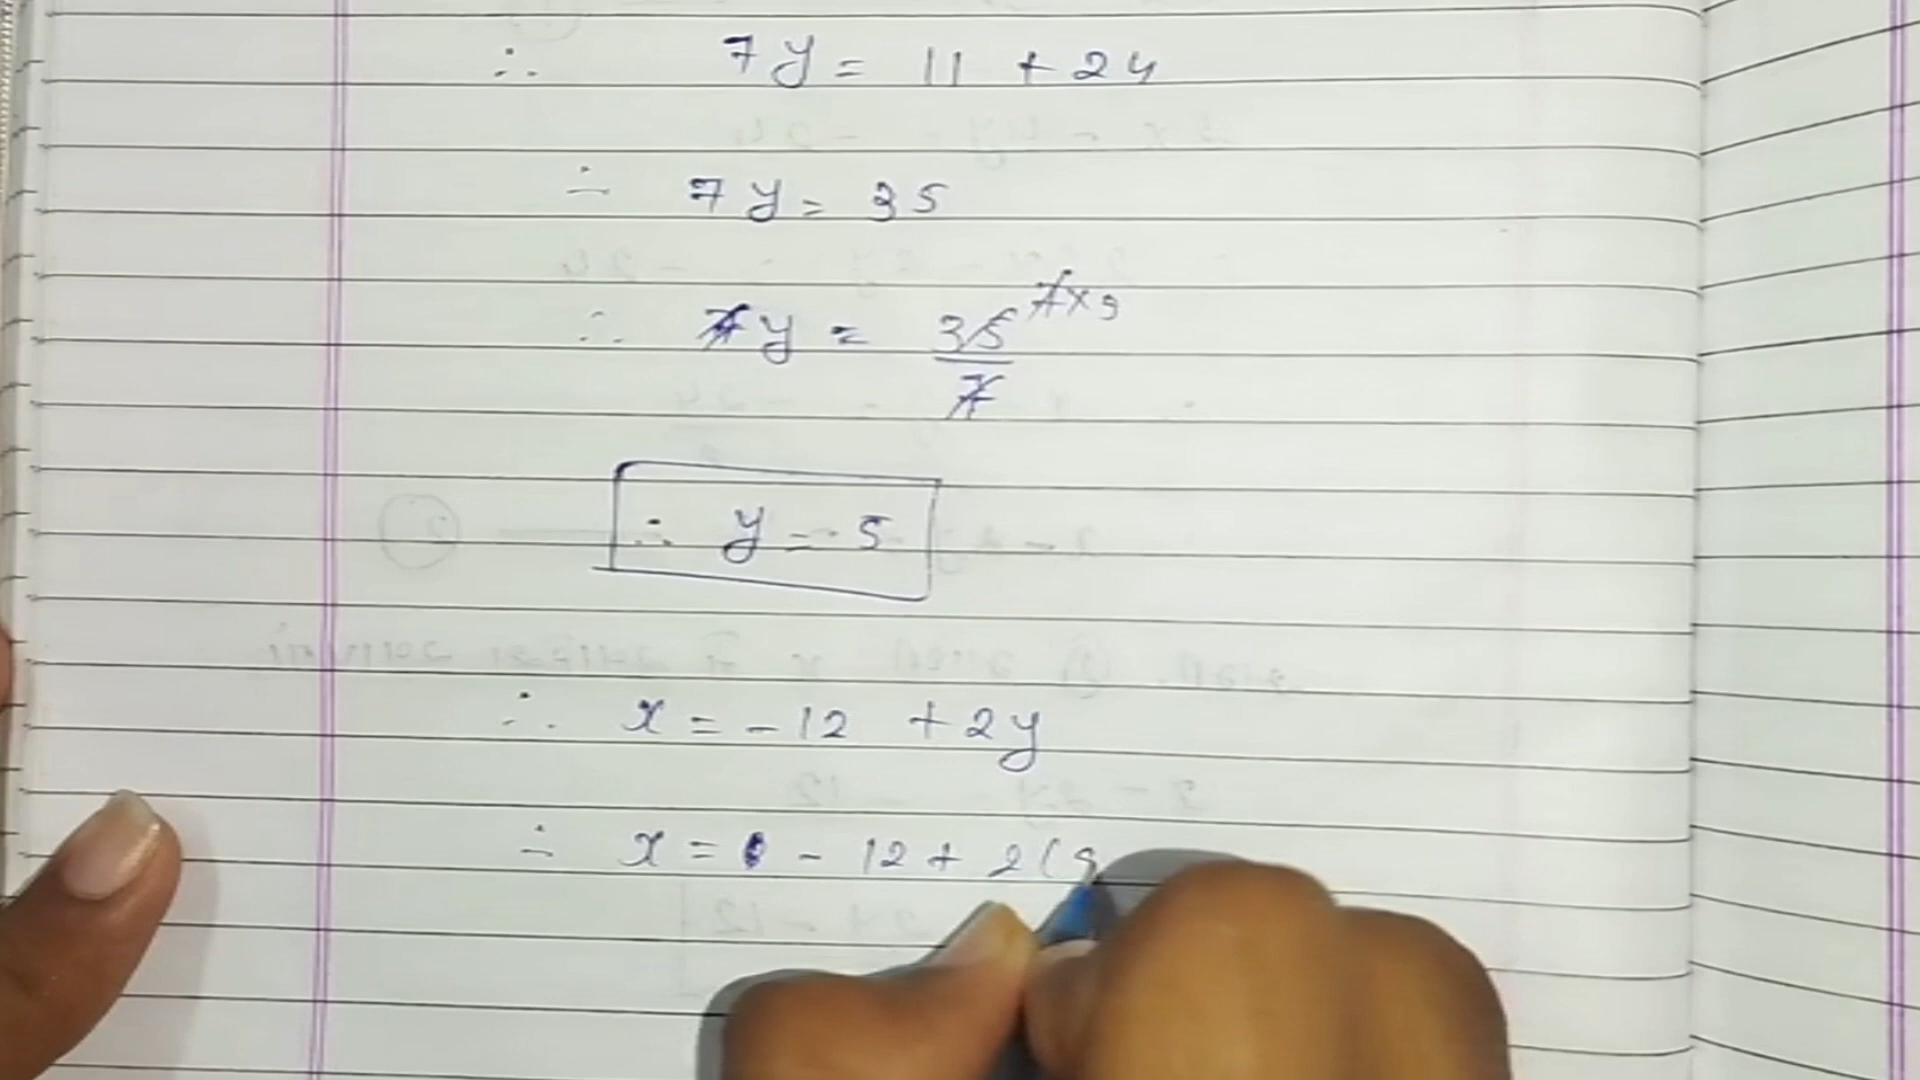 ∴ 7y = 11 + 24
∴ 7y = 35
∴ 7y = 35/7 7×5
∴ y = 5
∴ x = -12 + 2y
∴ x = - 12 + 2(5